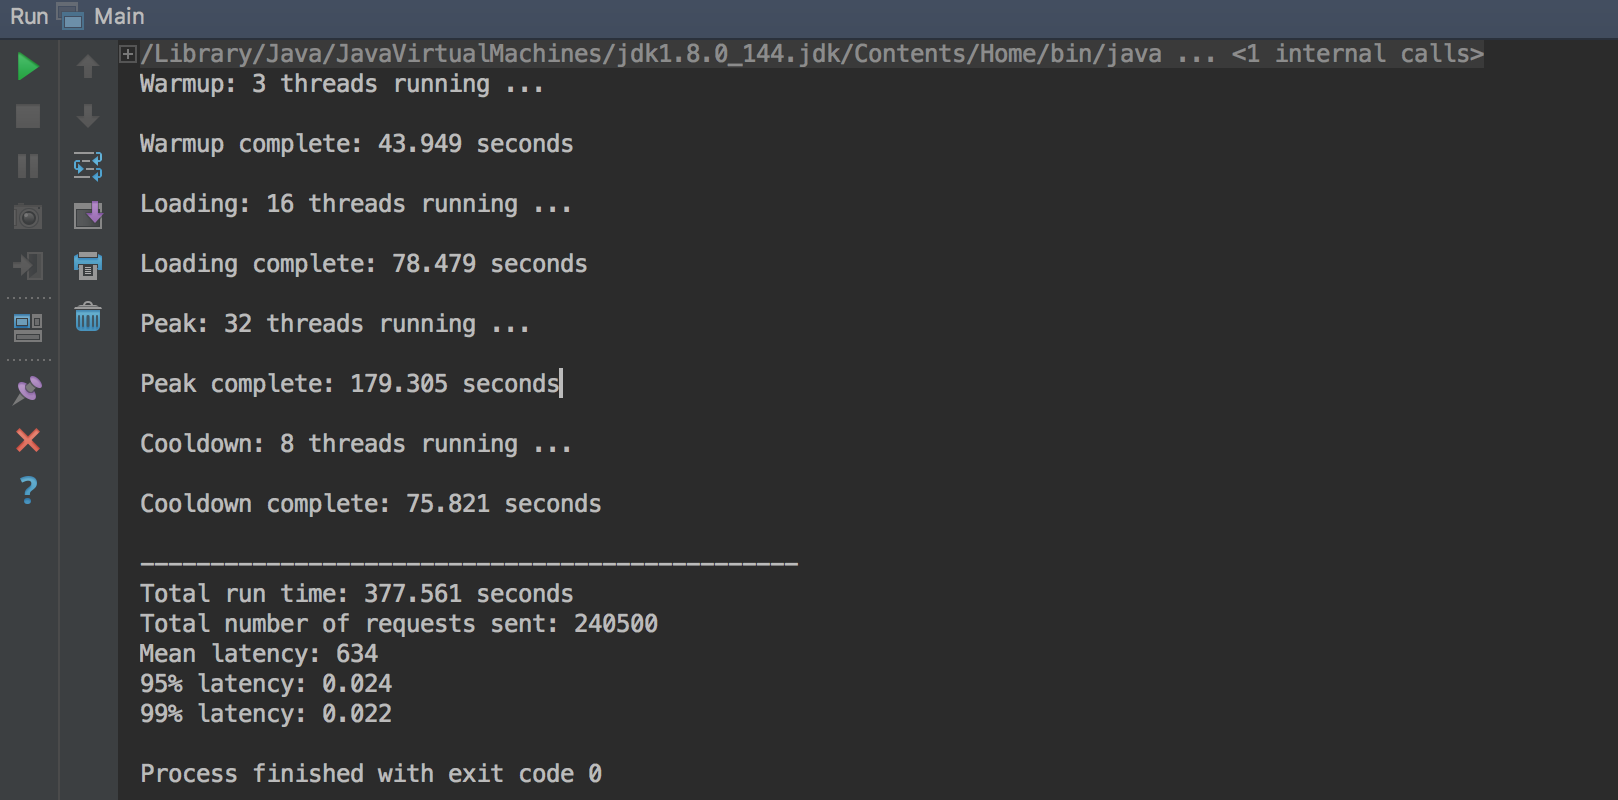 Run Main
/Library/Java/JavaVirtualMachines/jdk1.8.0_144.jdk/Contents/Home/bin/java ... <1 internal calls>
Warmup: 3 threads running ...
Warmup complete: 43.949 seconds
Loading: 16 threads running ...
Loading complete: 78.479 seconds
Peak: 32 threads running ...
Peak complete: 179.305 seconds
Cooldown: 8 threads running ...
Cooldown complete: 75.821 seconds
-----------------------------------------------
Total run time: 377.561 seconds
Total number of requests sent: 240500
Mean latency: 634
95% latency: 0.024
99% latency: 0.022
Process finished with exit code 0